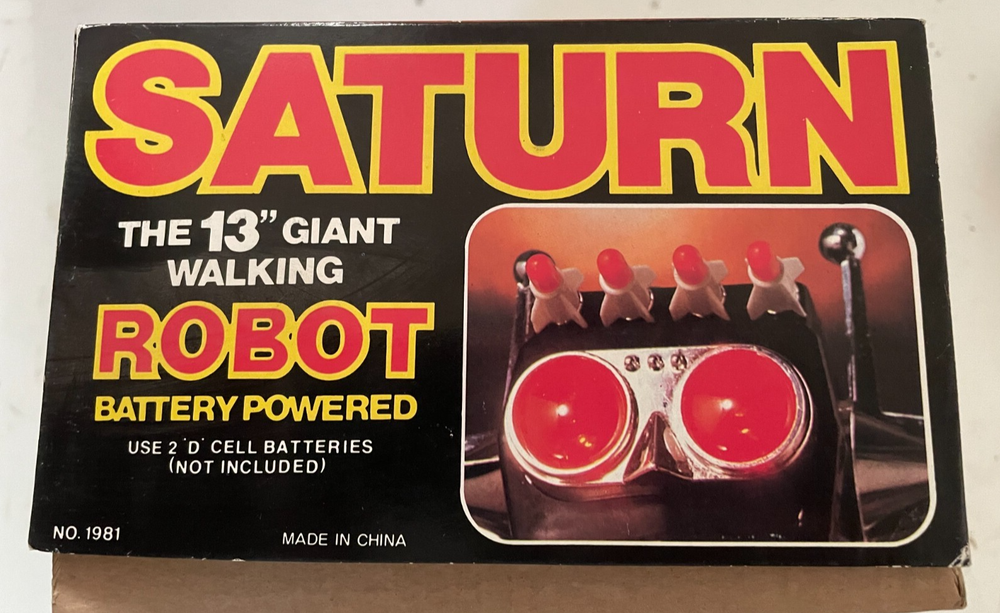 SATURN
THE 13” GIANT
WALKING
ROBOT
BATTERY POWERED
USE 2 'D' CELL BATTERIES
(NOT INCLUDED)
NO. 1981
MADE IN CHINA